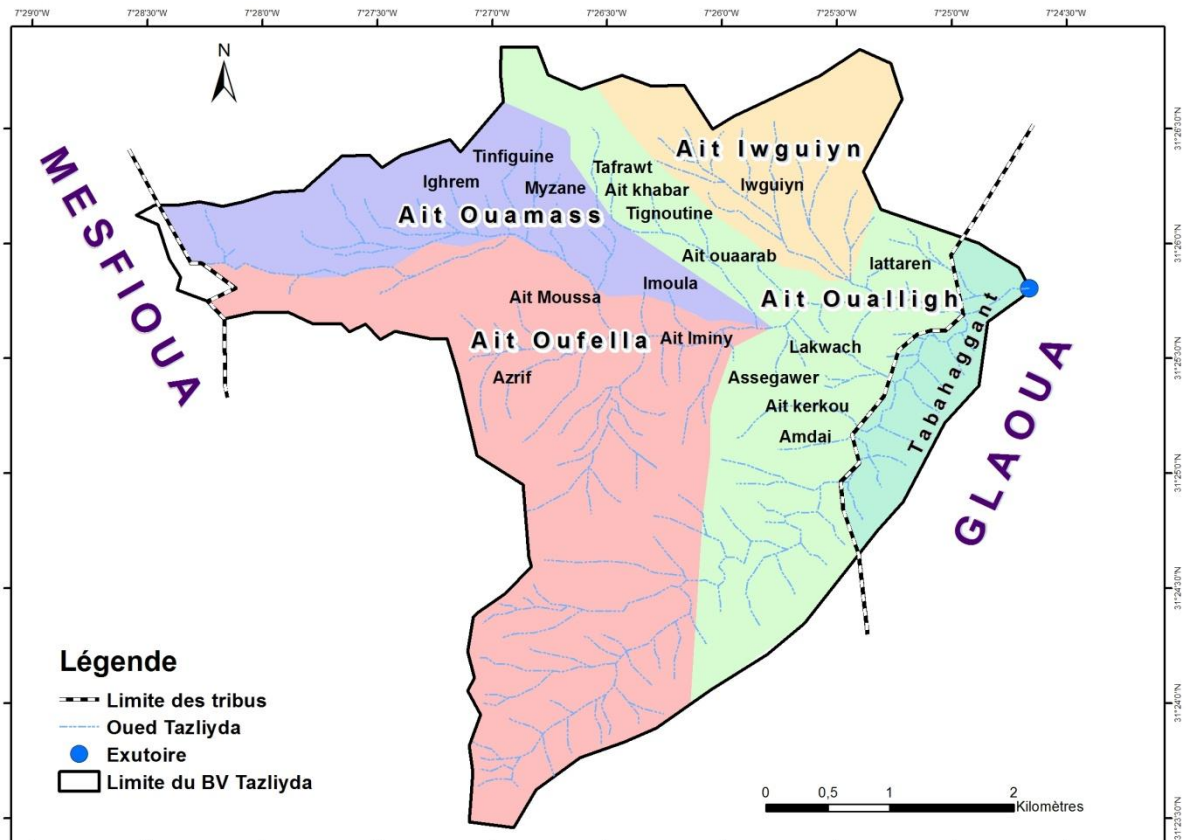 7°29'0"W 7°28'30"W 7°28'0"W 7°27'30"W 7°27'0"W 7°26'30"W 7°26'0"W 7°25'30"W 7°25'0"W 7°24'30"W
N
MESFIOUA
Ait Iwguiyn
Tinfiguine
Tafrawt
Ighrem
Myzane
Ait khabar
Iwguiyn
Ait Ouamass
Tignoutine
Ait ouaarab
Iattaren
Imoula
Ait Moussa
Ait Oualligh
Ait Oufella
Ait Iminy
Lakwach
Azrif
Assegawer
Ait kerkou
Amdai
Tabahaggant
GLAOUA
31°26'30"N
31°26'0"N
31°25'30"N
31°25'0"N
31°24'30"N
31°24'0"N
31°23'30"N
31°23'0"N
Légende
Limite des tribus
Oued Tazliyda
Exutoire
Limite du BV Tazliyda
0 0,5 1 2
Kilomètres